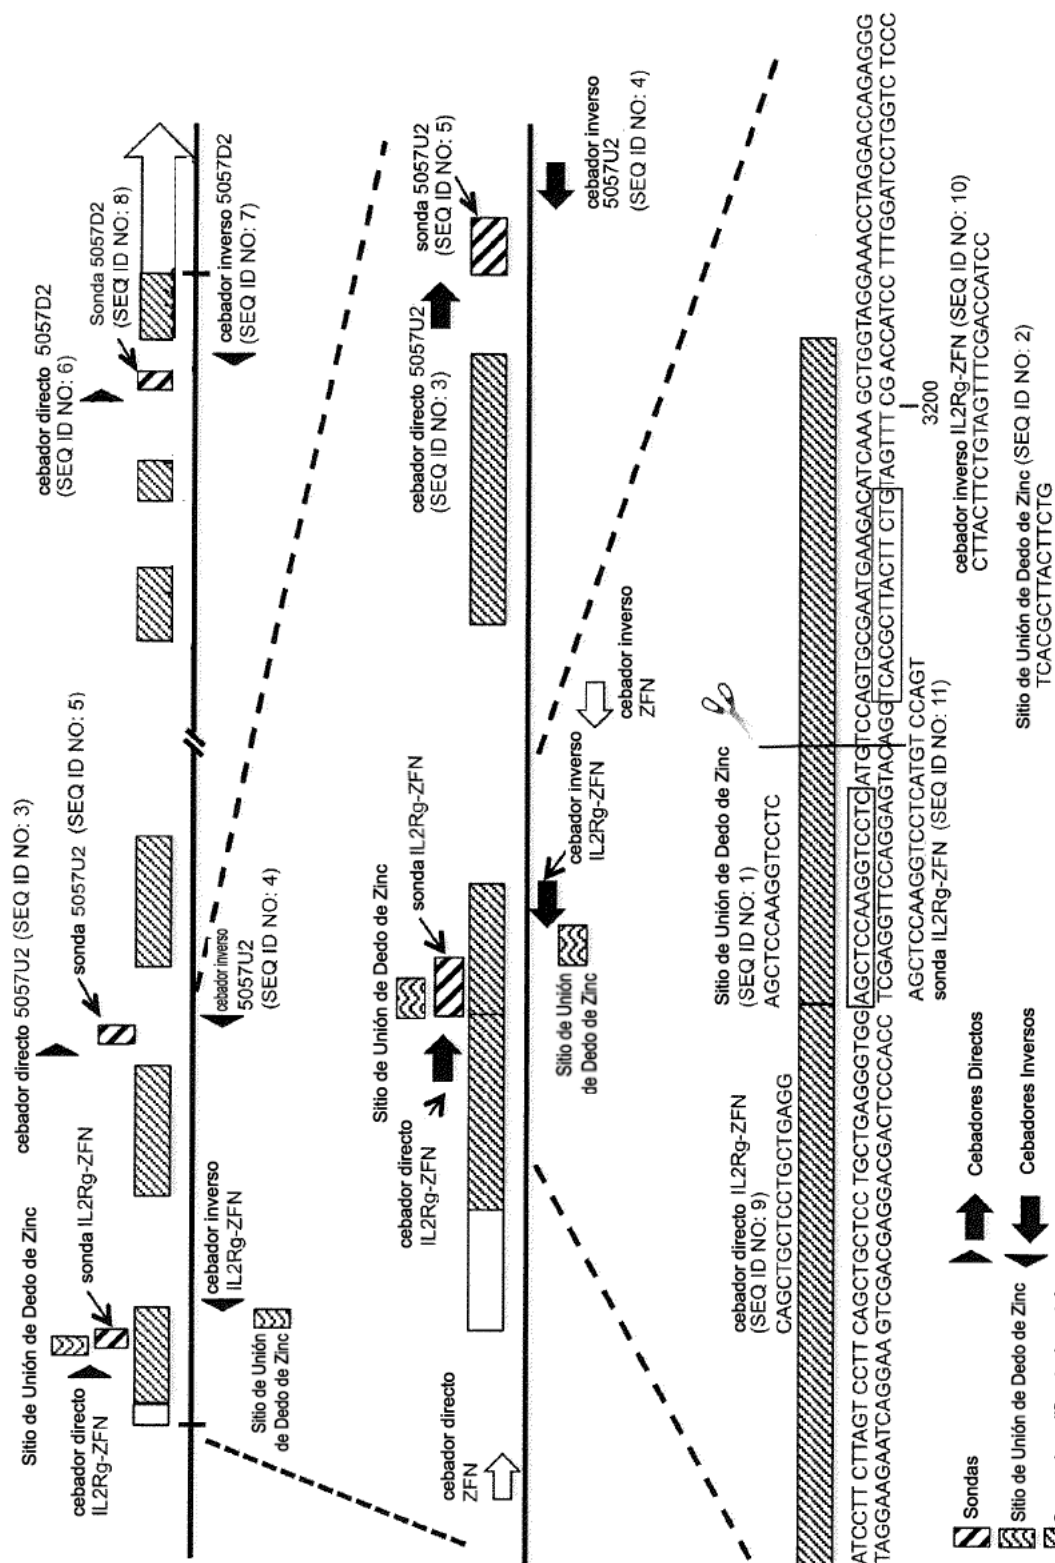 Sitio de Unión de Dedo de Zinc
sonda IL2Rg-ZFN
cebador directo
IL2Rg-ZFN
cebador inverso
IL2Rg-ZFN
Sitio de Unión
de Dedo de Zinc
cebador directo 5057U2 (SEQ ID NO: 3)
sonda 5057U2 (SEQ ID NO: 5)
cebador inverso
5057U2
(SEQ ID NO: 4)
cebador directo 5057D2
(SEQ ID NO: 6)
Sonda 5057D2
(SEQ ID NO: 8)
cebador inverso 5057D2
(SEQ ID NO: 7)
cebador directo
ZFN
cebador directo
IL2Rg-ZFN
Sitio de Unión de Dedo de Zinc
sonda IL2Rg-ZFN
Sitio de Unión
de Dedo de Zinc
cebador inverso
IL2Rg-ZFN
cebador inverso
ZFN
cebador directo 5057U2
(SEQ ID NO: 3)
sonda 5057U2
(SEQ ID NO: 5)
cebador inverso
5057U2
(SEQ ID NO: 4)
cebador directo IL2Rg-ZFN
(SEQ ID NO: 9)
CAGCTGCTCCTGCTGAGG
Sitio de Unión de Dedo de Zinc
(SEQ ID NO: 1)
AGCTCCAAGGTCCTC
ATCCTT CTTAGT CCTT CAGCTGCTCC TGCTGAGGGTGGAGCTCCAAGGTCCTCATGTCCAGTGCGAATGAAGACATCAAA GCTGGTAGGAAACCTAGGACCAGAGGG
TAGGAAGAATCAGGAA GTCGACGAGGACGACTCCCACC TCGAGGTTCCAGGAGTACAGGTCACGCTTACTT CTGTAGTTT CG ACCATCC TTTGGATCCTGGTC TCCC
AGCTCCAAGGTCCTCATGT CCAGT
sonda IL2Rg-ZFN (SEQ ID NO: 11)
3200
cebador inverso IL2Rg-ZFN (SEQ ID NO: 10)
CTTACTTCTGTAGTTTCGACCATCC
Sitio de Unión de Dedo de Zinc (SEQ ID NO: 2)
TCACGCTTACTTCTG
Sondas
Cebadores Directos
Sitio de Unión de Dedo de Zinc
Cebadores Inversos